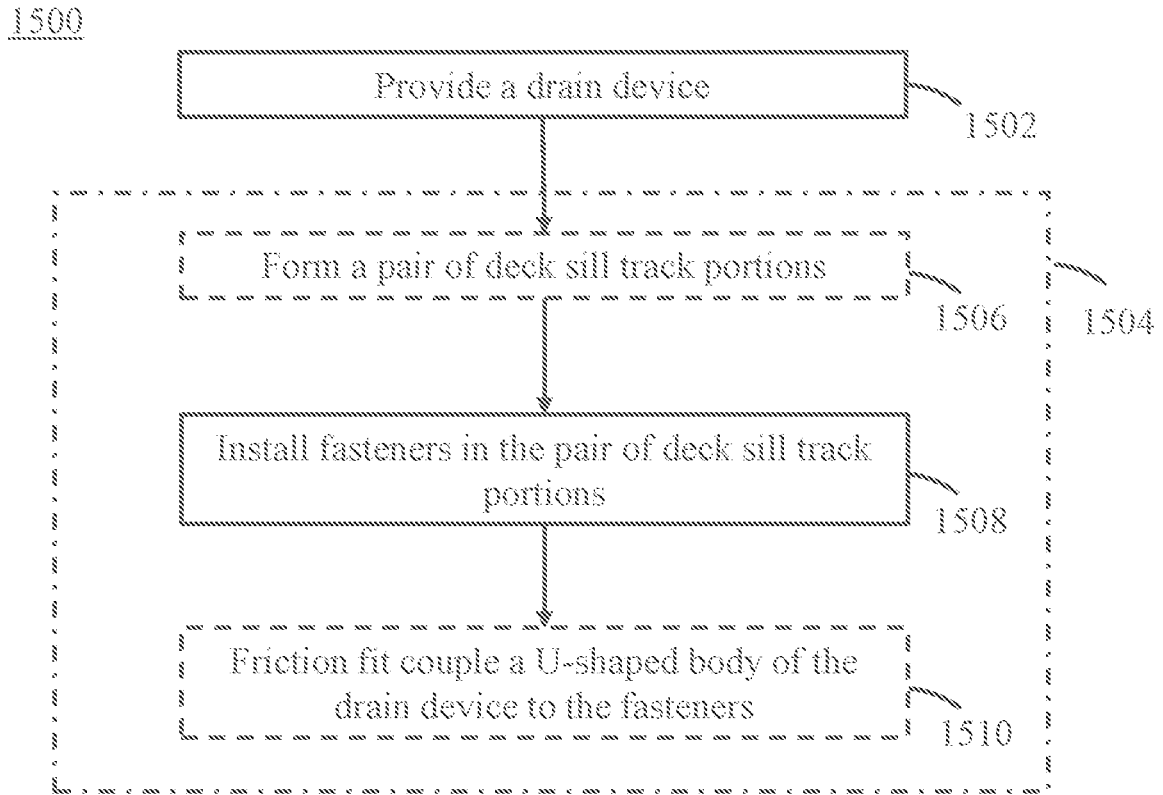 1500
Provide a drain device
1502
Form a pair of deck sill track portions
1506
1504
Install fasteners in the pair of deck sill track
portions
1508
Friction fit couple a U-shaped body of the
drain device to the fasteners
1510